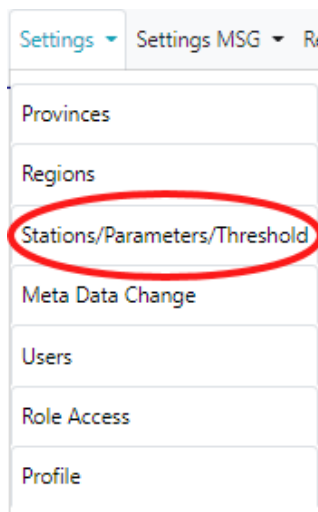 Settings Settings MSG
Provinces
Regions
Stations/Parameters/Threshold
Meta Data Change
Users
Role Access
Profile